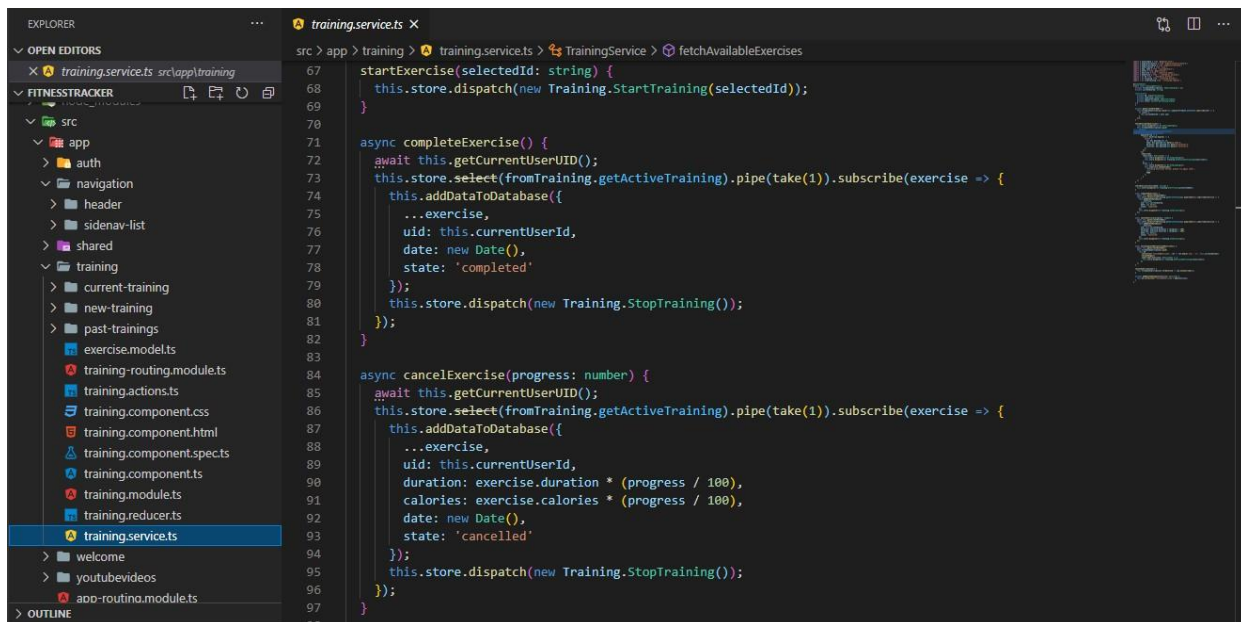 EXPLORER
OPEN EDITORS
training.service.ts src\app\training
FITNESSTRACKER
node_modules
src
app
auth
navigation
header
sidenav-list
shared
training
current-training
new-training
past-trainings
exercise.model.ts
training-routing.module.ts
training.actions.ts
training.component.css
training.component.html
training.component.spec.ts
training.component.ts
training.module.ts
training.reducer.ts
training.service.ts
welcome
youtubevideos
app-routing.module.ts
OUTLINE
training.service.ts
src > app > training > training.service.ts > TrainingService > fetchAvailableExercises
67 startExercise(selectedId: string) {
68 this.store.dispatch(new Training.StartTraining(selectedId));
69 }
70
71 async completeExercise() {
72 await this.getCurrentUserUID();
73 this.store.select(fromTraining.getActiveTraining).pipe(take(1)).subscribe(exercise => {
74 this.addDataToDatabase({
75 ...exercise,
76 uid: this.currentUserId,
77 date: new Date(),
78 state: 'completed'
79 });
80 this.store.dispatch(new Training.StopTraining());
81 });
82 }
83
84 async cancelExercise(progress: number) {
85 await this.getCurrentUserUID();
86 this.store.select(fromTraining.getActiveTraining).pipe(take(1)).subscribe(exercise => {
87 this.addDataToDatabase({
88 ...exercise,
89 uid: this.currentUserId,
90 duration: exercise.duration * (progress / 100),
91 calories: exercise.calories * (progress / 100),
92 date: new Date(),
93 state: 'cancelled'
94 });
95 this.store.dispatch(new Training.StopTraining());
96 });
97 }